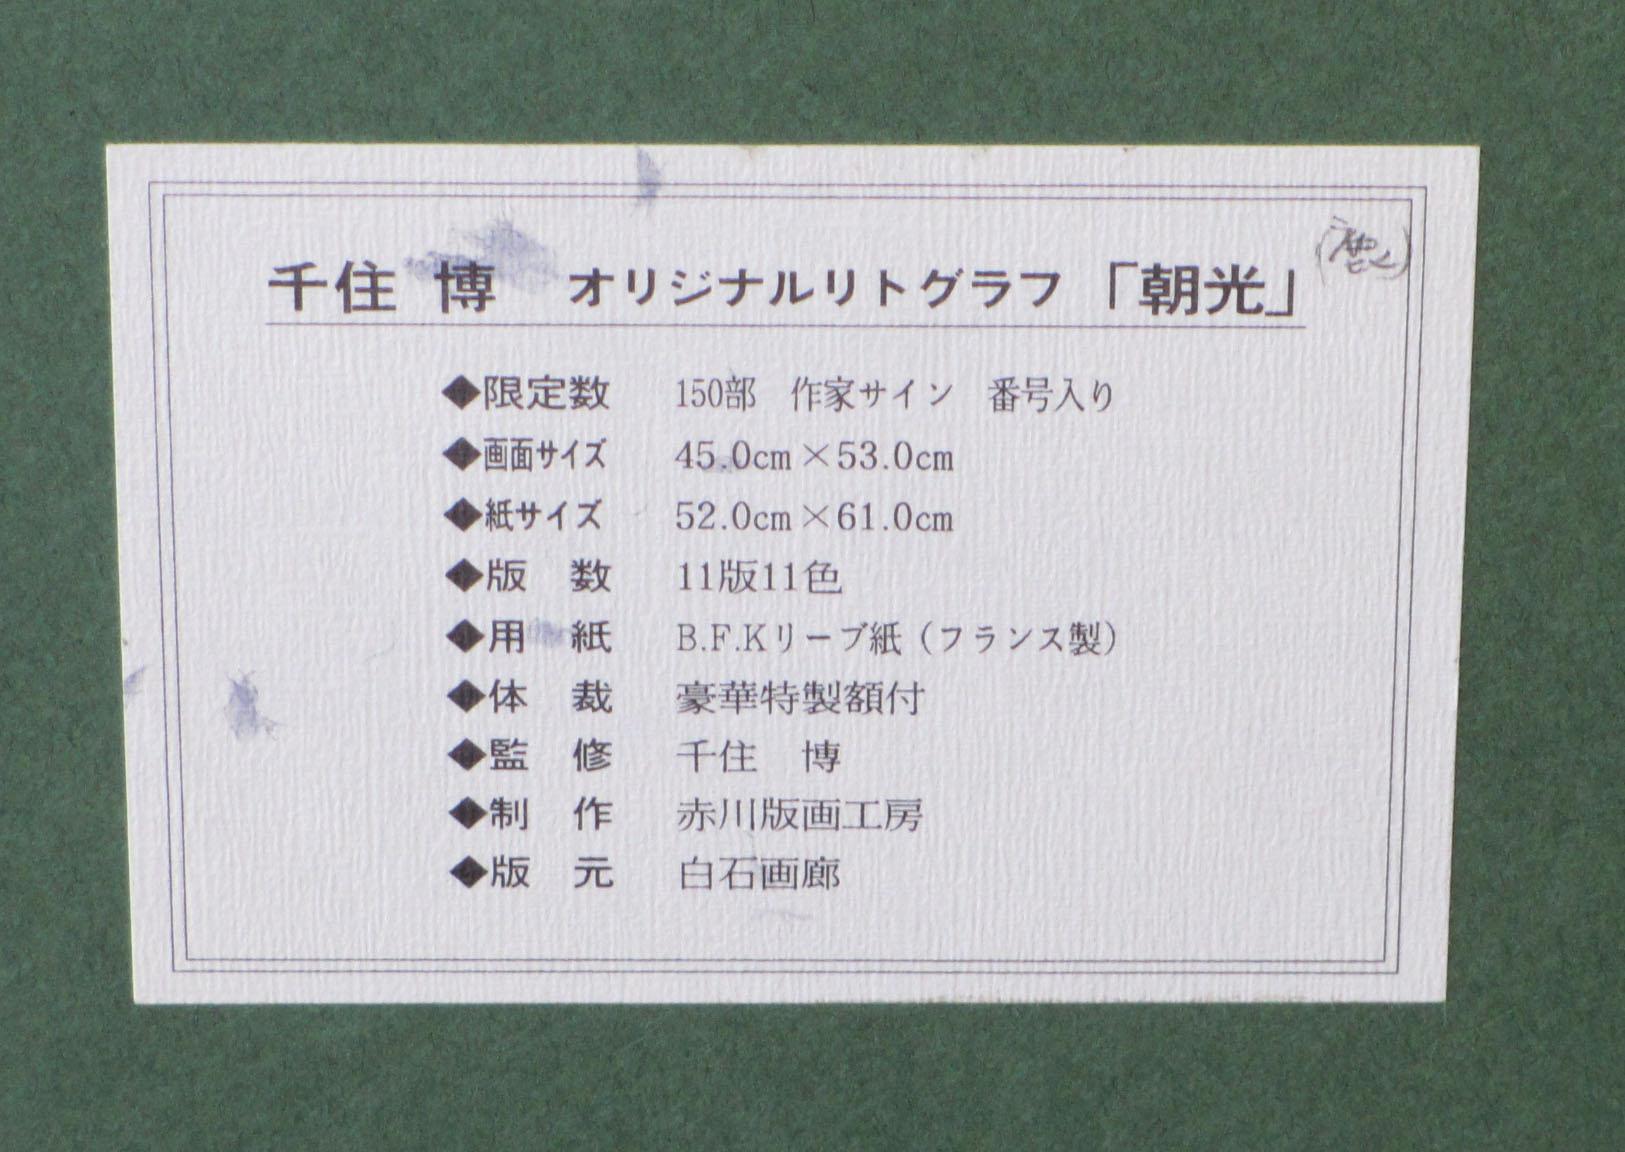 千住 博 オリジナルリトグラフ「朝光」
◆限定数 150部 作家サイン 番号入り
◆画面サイズ 45.0cm×53.0cm
◆紙サイズ 52.0cm×61.0cm
◆版 数 11版11色
◆用 紙 B.F.Kリーブ紙（フランス製）
◆体 裁 豪華特製額付
◆監 修 千住 博
◆制 作 赤川版画工房
◆版 元 白石画廊